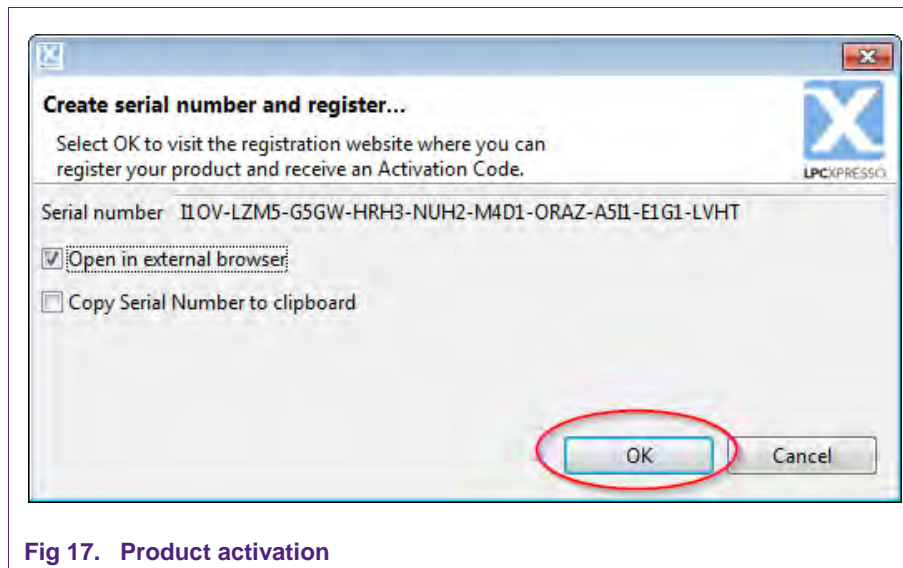 Create serial number and register...
Select OK to visit the registration website where you can
register your product and receive an Activation Code.
LPCXPRESSO
Serial number I1OV-LZM5-G5GW-HRH3-NUH2-M4D1-ORAZ-A5I1-E1G1-LVHT
Open in external browser
Copy Serial Number to clipboard
OK Cancel
Fig 17. Product activation